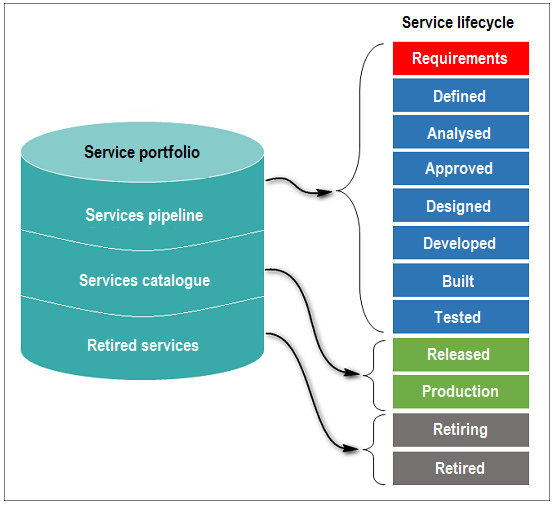 Service portfolio
Services pipeline
Services catalogue
Retired services
Service lifecycle
Requirements
Defined
Analysed
Approved
Designed
Developed
Built
Tested
Released
Production
Retiring
Retired